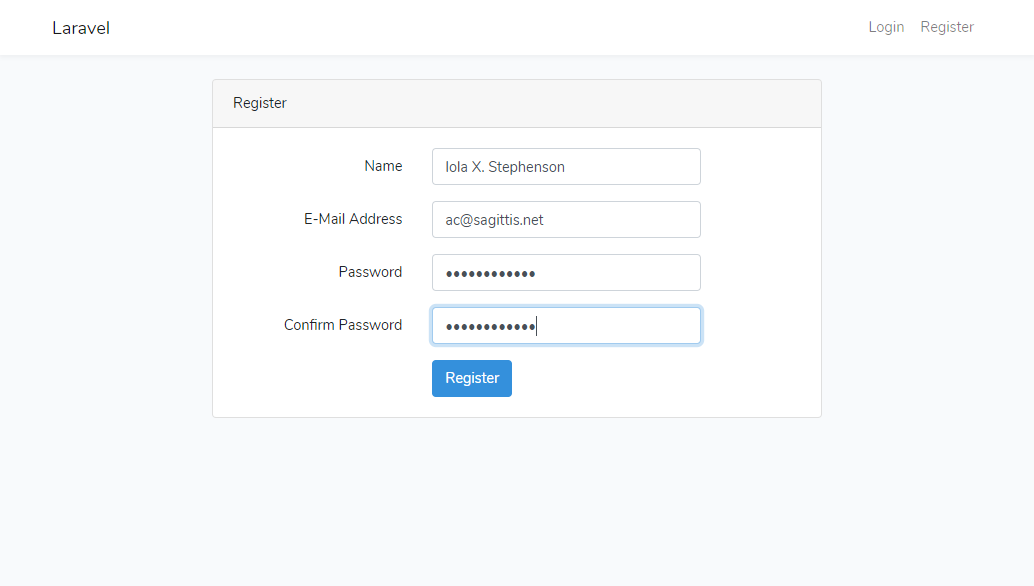 Laravel Login Register
Register
Name Iola X. Stephenson
E-Mail Address ac@sagittis.net
Password ••••••••••••
Confirm Password ••••••••••••
Register